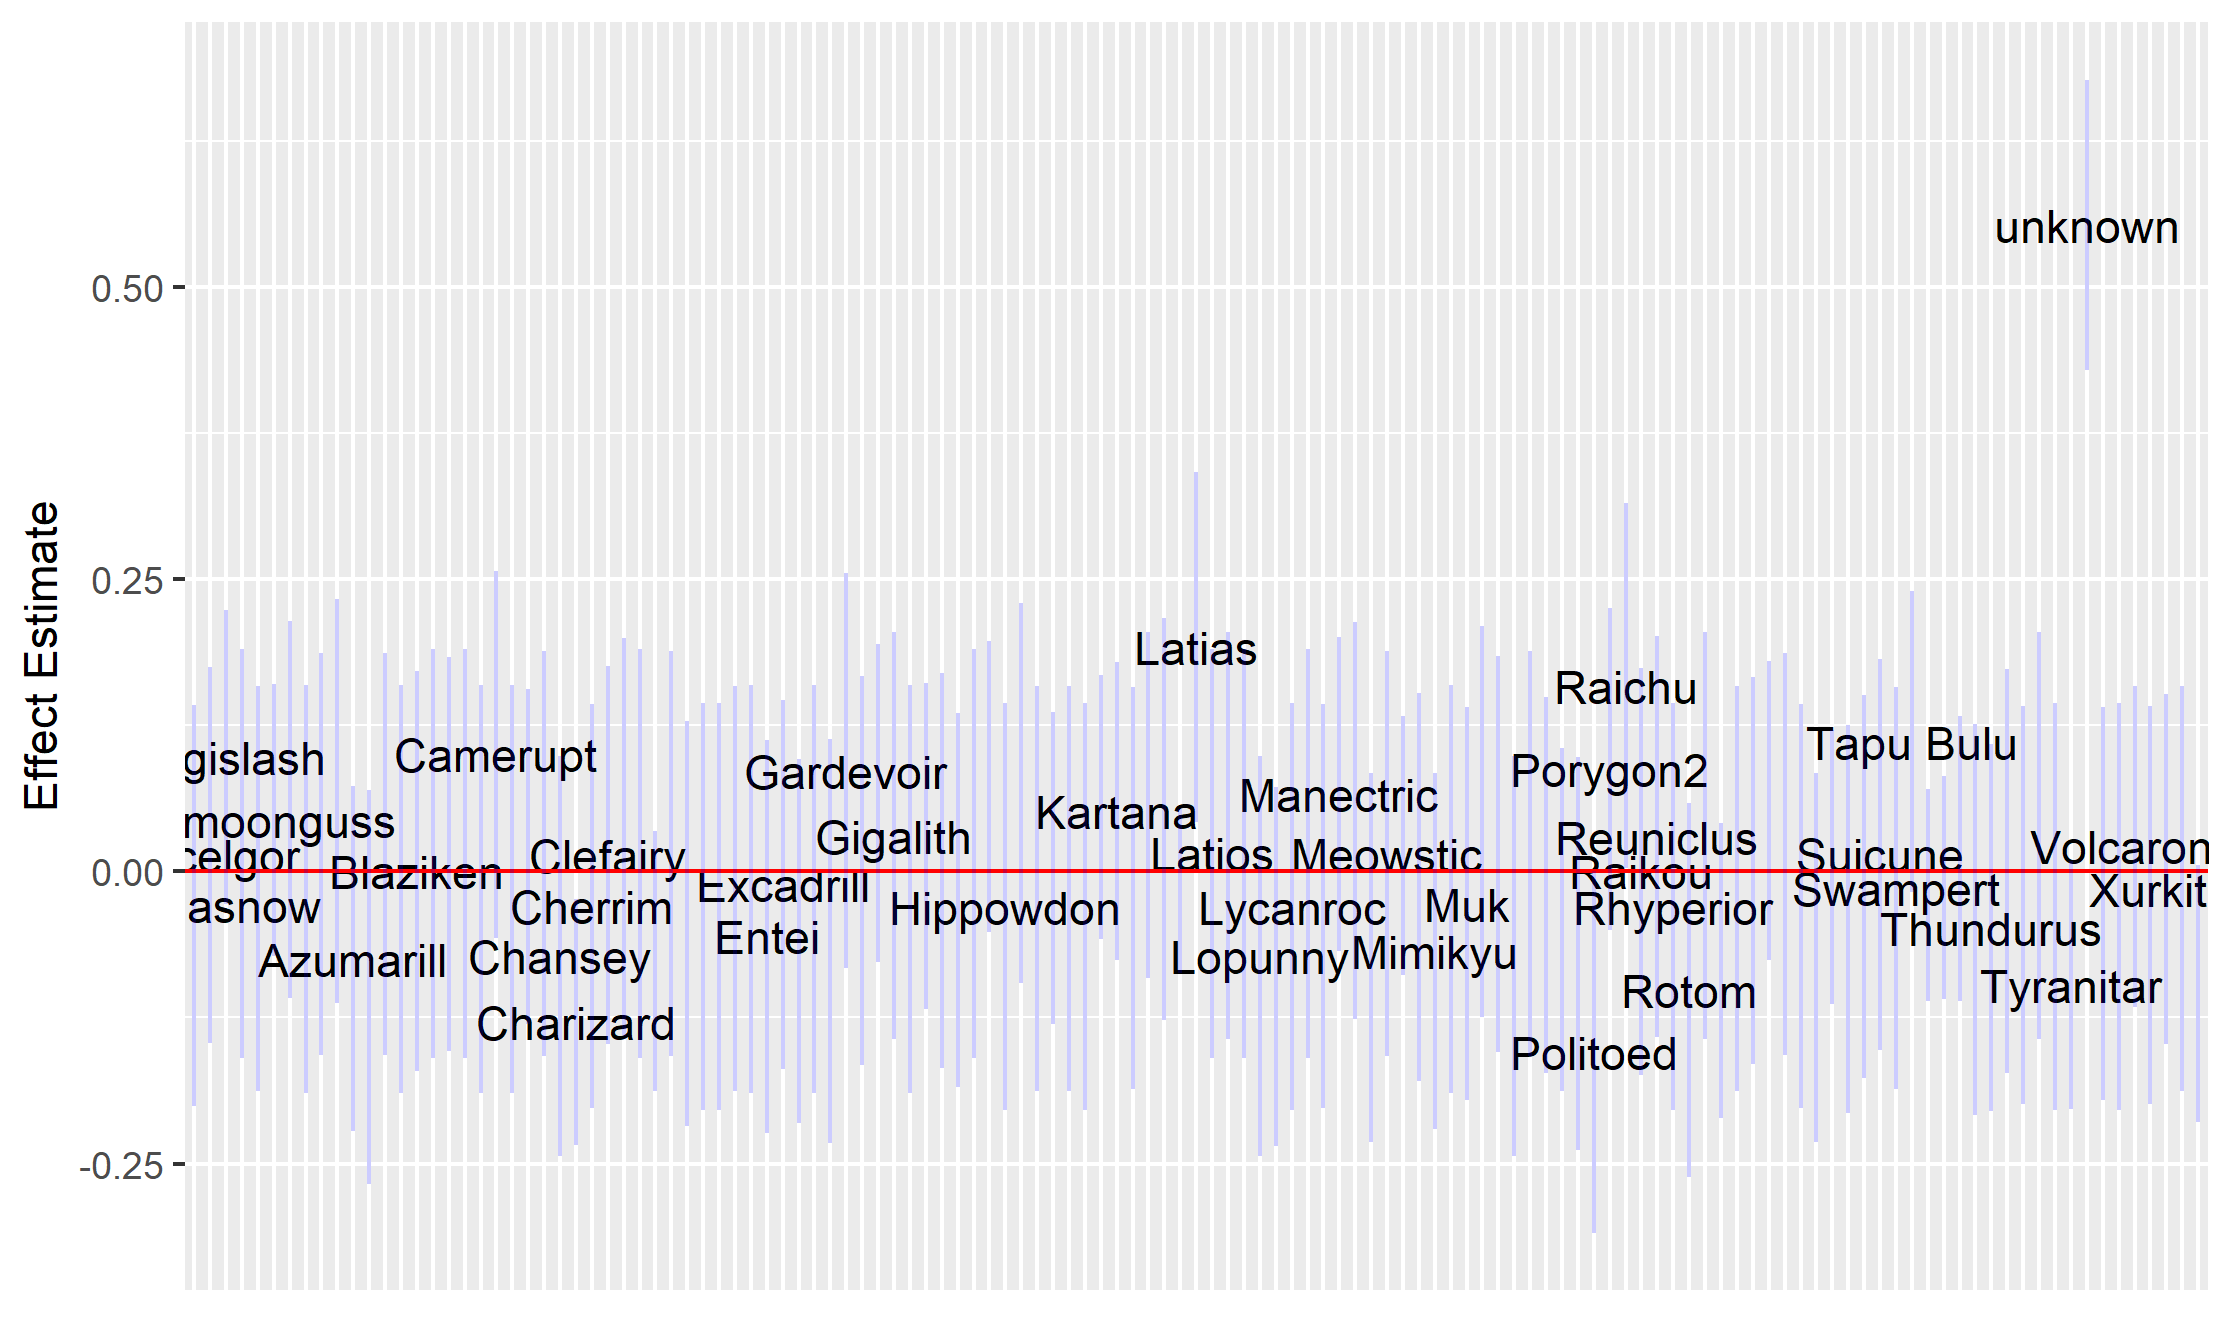 unknown
0.50
0.25
Latias
Raichu
Tapu Bulu
Camerupt
gislash
Gardevoir
Porygon2
Manectric
Kartana
moonguss
Gigalith
Reuniclus
Volcaron
celgor
Clefairy
Latios
Meowstic
Suicune
0.00
Blaziken
Raikou
Excadrill
Swampert
Xurkit
asnow
Cherrim
Hippowdon
Lycanroc
Muk
Rhyperior
Thundurus
Entei
Azumarill
Chansey
Lopunny
Mimikyu
Tyranitar
Rotom
Charizard
Politoed
-0.25
Effect Estimate